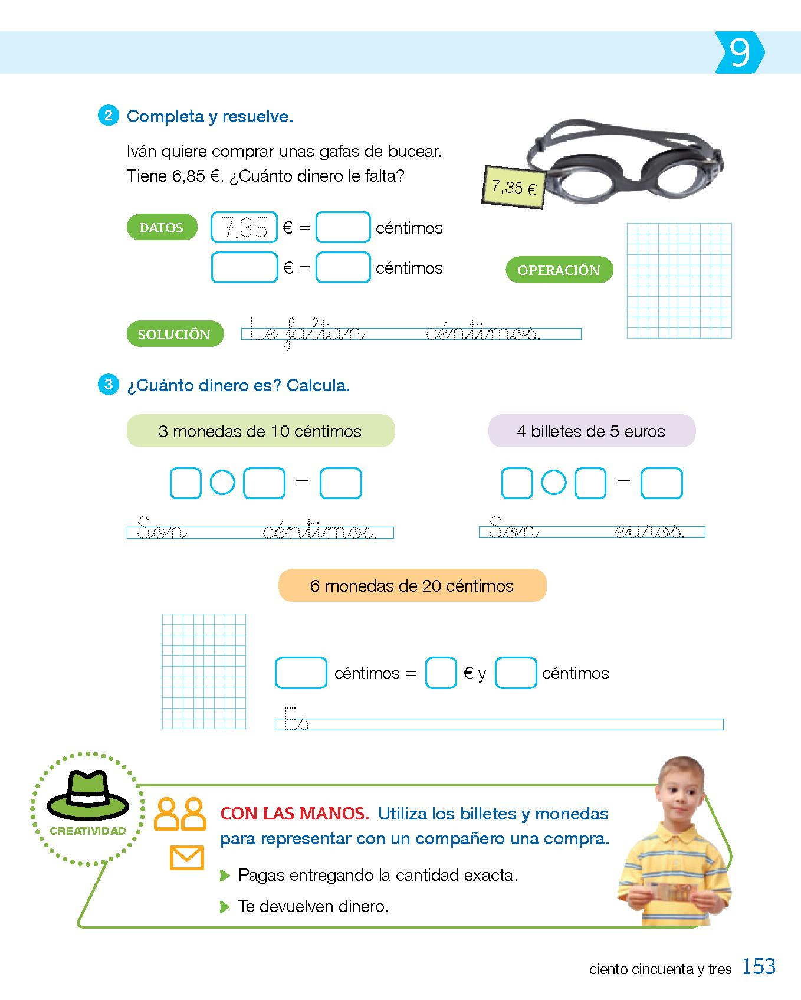 9
2 Completa y resuelve.
Iván quiere comprar unas gafas de bucear.
Tiene 6,85 €. ¿Cuánto dinero le falta?
7,35 €
DATOS 7,35 € = céntimos
€ = céntimos
OPERACIÓN
SOLUCIÓN Le faltan céntimos.
3 ¿Cuánto dinero es? Calcula.
3 monedas de 10 céntimos
4 billetes de 5 euros
=
=
Son céntimos.
Son euros.
6 monedas de 20 céntimos
céntimos = € y céntimos
Es
CREATIVIDAD
CON LAS MANOS. Utiliza los billetes y monedas
para representar con un compañero una compra.
Pagas entregando la cantidad exacta.
Te devuelven dinero.
ciento cincuenta y tres 153